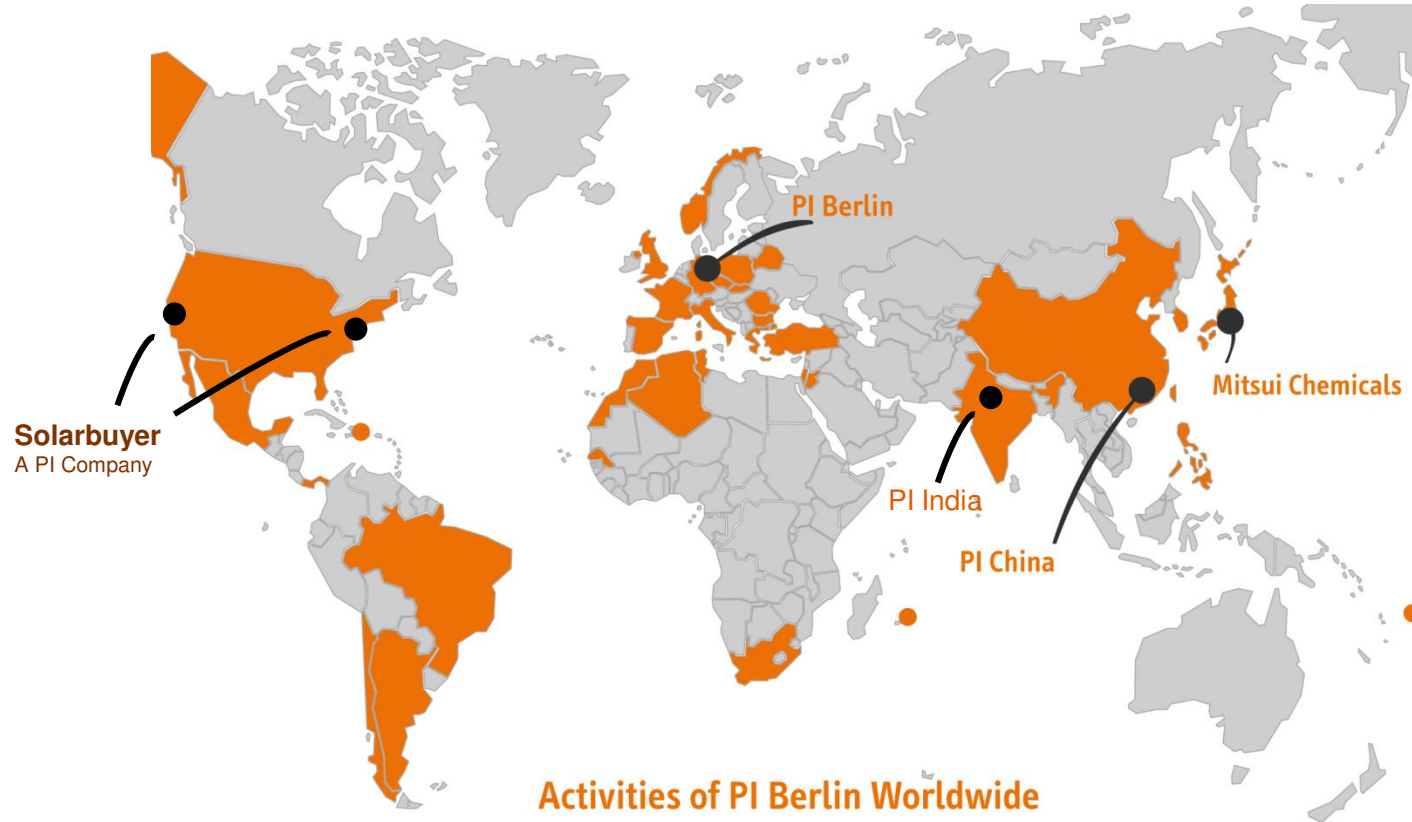 PI Berlin
Mitsui Chemicals
Solarbuyer
A PI Company
PI India
PI China
Activities of PI Berlin Worldwide